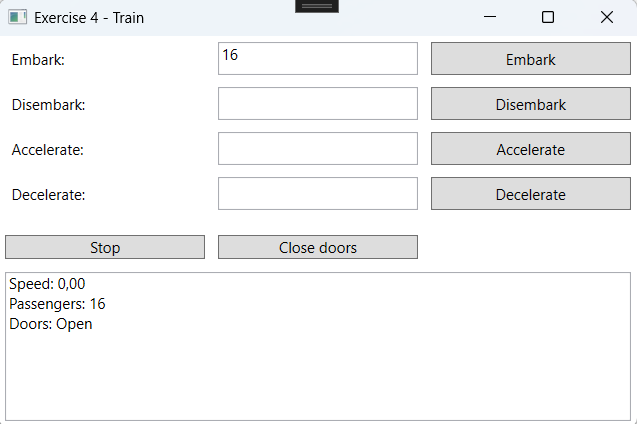 Exercise 4 - Train
Embark: 16 Embark
Disembark: Disembark
Accelerate: Accelerate
Decelerate: Decelerate
Stop Close doors
Speed: 0,00
Passengers: 16
Doors: Open